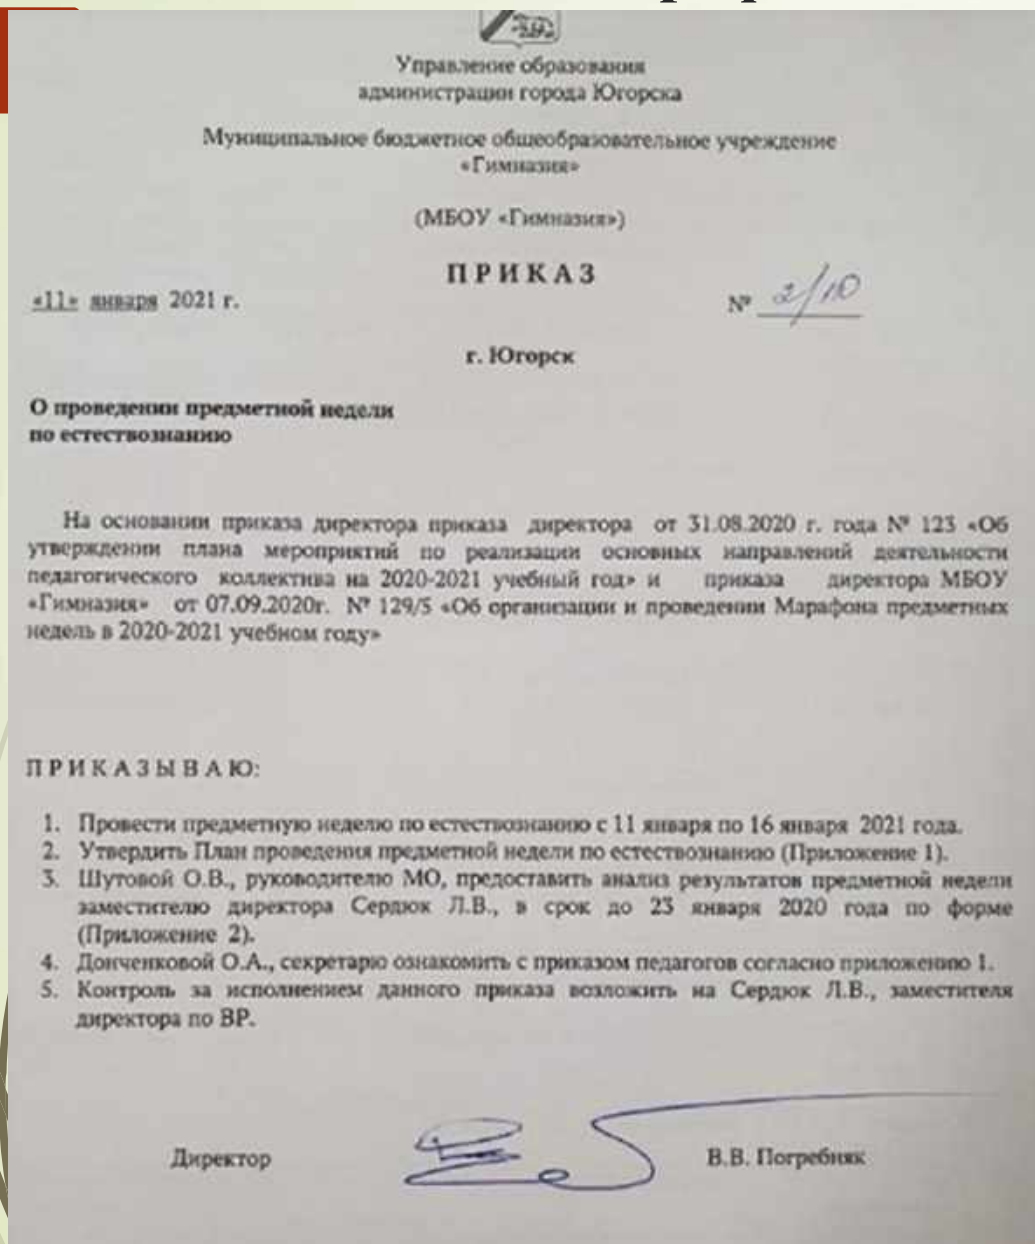 Управление образования
администрации города Югорска
Муниципальное бюджетное общеобразовательное учреждение
«Гимназия»
(МБОУ «Гимназия»)
ПРИКАЗ
«11» января 2021 г.
№ 2/10
г. Югорск
О проведении предметной недели
по естествознанию
На основании приказа директора приказа директора от 31.08.2020 г. года № 123 «Об
утверждении плана мероприятий по реализации основных направлений деятельности
педагогического коллектива на 2020-2021 учебный год» и приказа директора МБОУ
«Гимназия» от 07.09.2020г. № 129/5 «Об организации и проведении Марафона предметных
недель в 2020-2021 учебном году»
ПРИКАЗЫВАЮ:
1. Провести предметную неделю по естествознанию с 11 января по 16 января 2021 года.
2. Утвердить План проведения предметной недели по естествознанию (Приложение 1).
3. Шутовой О.В., руководителю МО, предоставить анализ результатов предметной недели
заместителю директора Сердюк Л.В., в срок до 23 января 2020 года по форме
(Приложение 2).
4. Донченковой О.А., секретарю ознакомить с приказом педагогов согласно приложению 1.
5. Контроль за исполнением данного приказа возложить на Сердюк Л.В., заместителя
директора по ВР.
Директор
В.В. Погребняк